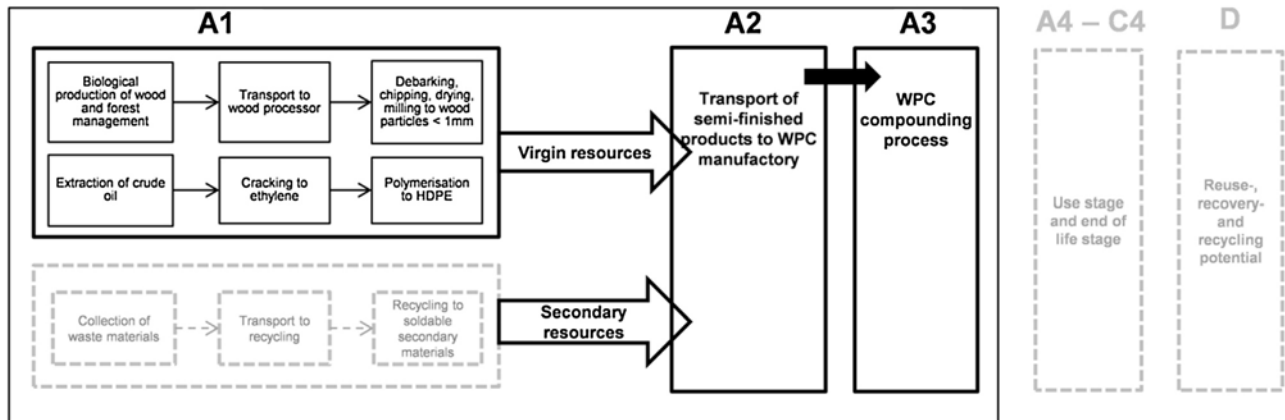 A1
A2
A3
A4 – C4
D
Biological
production of wood
and forest
management
Transport to
wood processor
Debarking,
chipping, drying,
milling to wood
particles < 1mm
Extraction of crude
oil
Cracking to
ethylene
Polymerisation
to HDPE
Virgin resources
Collection of
waste materials
Transport to
recycling
Recycling to
soldable
secondary
materials
Secondary
resources
Transport of
semi-finished
products to WPC
manufactory
WPC
compounding
process
Use stage
and end of
life stage
Reuse-,
recovery-
and
recycling
potential